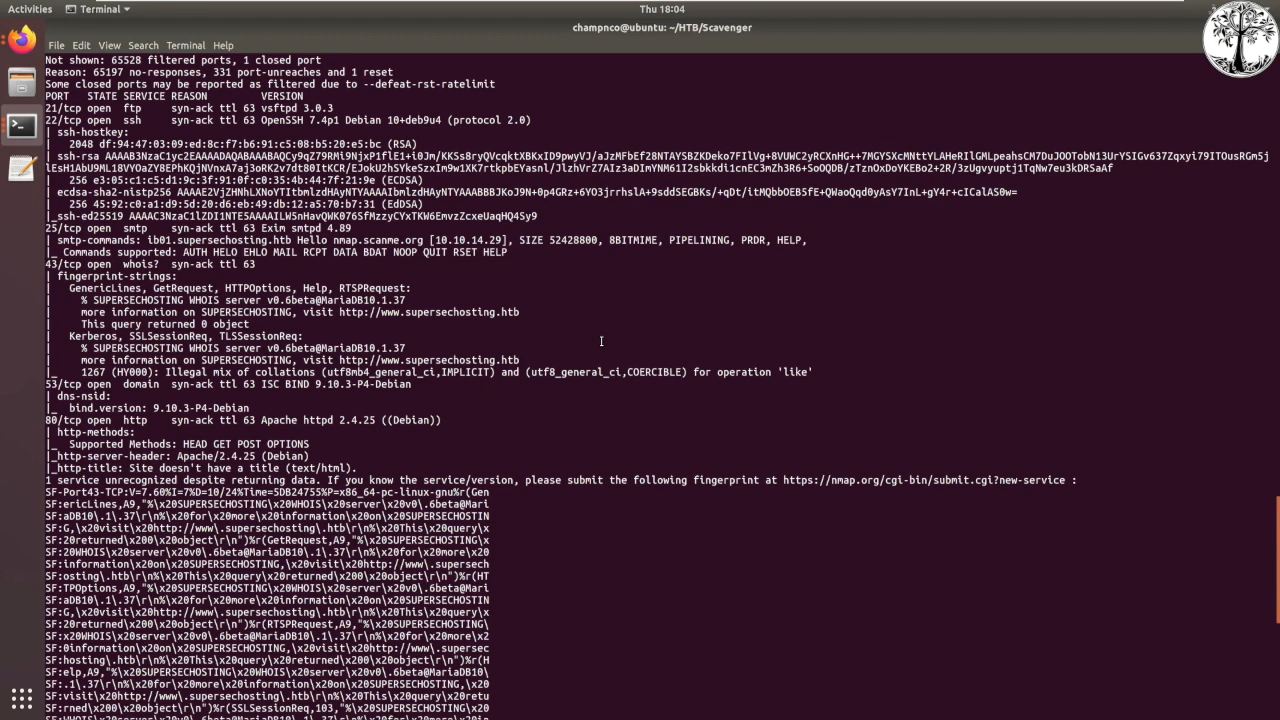 Activities Terminal Thu 18:04
champnco@ubuntu: ~/HTB/Scavenger
File Edit View Search Terminal Help
Not shown: 65528 filtered ports, 1 closed port
Reason: 65197 no-responses, 331 port-unreaches and 1 reset
Some closed ports may be reported as filtered due to --defeat-rst-ratelimit
PORT   STATE SERVICE REASON         VERSION
21/tcp open  ftp     syn-ack ttl 63 vsftpd 3.0.3
22/tcp open  ssh     syn-ack ttl 63 OpenSSH 7.4p1 Debian 10+deb9u4 (protocol 2.0)
| ssh-hostkey:
|   2048 df:94:47:03:09:ed:8c:f7:b6:91:c5:08:b5:20:e5:bc (RSA)
| ssh-rsa
|   256 e3:05:c1:c5:d1:9c:3f:91:0f:c0:35:4b:44:7f:21:9e (ECDSA)
| ecdsa-sha2-nistp256
|   256 45:92:c0:a1:d9:5d:20:d6:eb:49:db:12:a5:70:b7:31 (EdDSA)
|_ssh-ed25519
25/tcp open  smtp    syn-ack ttl 63 Exim smtpd 4.89
| smtp-commands: ib01.supersechosting.htb Hello nmap.scanme.org [10.10.14.29], SIZE 52428800, 8BITMIME, PIPELINING, PRDR, HELP,
|_ Commands supported: AUTH HELO EHLO MAIL RCPT DATA BDAT NOOP QUIT RSET HELP
43/tcp open  whois?  syn-ack ttl 63
| fingerprint-strings:
|   GenericLines, GetRequest, HTTPOptions, Help, RTSPRequest:
|     % SUPERSECHOSTING WHOIS server v0.6beta@MariaDB10.1.37
|     more information on SUPERSECHOSTING, visit http://www.supersechosting.htb
|     This query returned 0 object
|   Kerberos, SSLSessionReq, TLSSessionReq:
|     % SUPERSECHOSTING WHOIS server v0.6beta@MariaDB10.1.37
|     more information on SUPERSECHOSTING, visit http://www.supersechosting.htb
|_    1267 (HY000): Illegal mix of collations (utf8mb4_general_ci,IMPLICIT) and (utf8_general_ci,COERCIBLE) for operation 'like'
53/tcp open  domain  syn-ack ttl 63 ISC BIND 9.10.3-P4-Debian
| dns-nsid:
|_  bind.version: 9.10.3-P4-Debian
80/tcp open  http    syn-ack ttl 63 Apache httpd 2.4.25 ((Debian))
| http-methods:
|_  Supported Methods: HEAD GET POST OPTIONS
|_http-server-header: Apache/2.4.25 (Debian)
|_http-title: Site doesn't have a title (text/html).
1 service unrecognized despite returning data. If you know the service/version, please submit the following fingerprint at https://nmap.org/cgi-bin/submit.cgi?new-service :
SF-Port43-TCP:V=7.60%I=7%D=10/24%Time=5DB24755%P=x86_64-pc-linux-gnu%r(Gen
SF:ericLines,A9,"%\x20SUPERSECHOSTING\x20WHOIS\x20server\x20v0\.6beta@Mari
SF:aDB10\.1\.37\r\n%\x20for\x20more\x20information\x20on\x20SUPERSECHOSTIN
SF:G,\x20visit\x20http://www\.supersechosting\.htb\r\n%\x20This\x20query\x
SF:20returned\x200\x20object\r\n")%r(GetRequest,A9,"%\x20SUPERSECHOSTING\x
SF:20WHOIS\x20server\x20v0\.6beta@MariaDB10\.1\.37\r\n%\x20for\x20more\x20
SF:information\x20on\x20SUPERSECHOSTING,\x20visit\x20http://www\.supersech
SF:osting\.htb\r\n%\x20This\x20query\x20returned\x200\x20object\r\n")%r(HT
SF:TPOptions,A9,"%\x20SUPERSECHOSTING\x20WHOIS\x20server\x20v0\.6beta@Mari
SF:aDB10\.1\.37\r\n%\x20for\x20more\x20information\x20on\x20SUPERSECHOSTIN
SF:G,\x20visit\x20http://www\.supersechosting\.htb\r\n%\x20This\x20query\x
SF:20returned\x200\x20object\r\n")%r(RTSPRequest,A9,"%\x20SUPERSECHOSTING\
SF:x20WHOIS\x20server\x20v0\.6beta@MariaDB10\.1\.37\r\n%\x20for\x20more\x2
SF:0information\x20on\x20SUPERSECHOSTING,\x20visit\x20http://www\.supersec
SF:hosting\.htb\r\n%\x20This\x20query\x20returned\x200\x20object\r\n")%r(H
SF:elp,A9,"%\x20SUPERSECHOSTING\x20WHOIS\x20server\x20v0\.6beta@MariaDB10\
SF:.1\.37\r\n%\x20for\x20more\x20information\x20on\x20SUPERSECHOSTING,\x20
SF:visit\x20http://www\.supersechosting\.htb\r\n%\x20This\x20query\x20retu
SF:rned\x200\x20object\r\n")%r(SSLSessionReq,103,"%\x20SUPERSECHOSTING\x20
SF:WHOIS\x20server\x20v0\.6beta@MariaDB10\.1\.37\r\n%\x20for\x20more\x20in